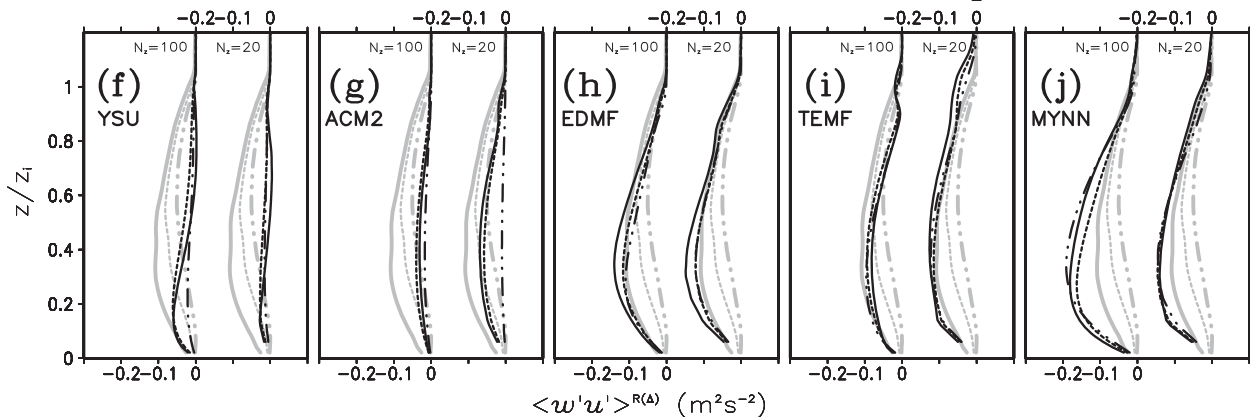 −0.2−0.1 0 −0.2−0.1 0 −0.2−0.1 0 −0.2−0.1 0 −0.2−0.1 0
N_z=100 N_z=20 N_z=100 N_z=20 N_z=100 N_z=20 N_z=100 N_z=20 N_z=100 N_z=20
(f) (g) (h) (i) (j)
YSU ACM2 EDMF TEMF MYNN
1
0.8
0.6
0.4
0.2
0
z/z_i
−0.2−0.1 0 −0.2−0.1 0 −0.2−0.1 0 −0.2−0.1 0 −0.2−0.1 0
<w'u'>^R(Δ) (m²s⁻²)